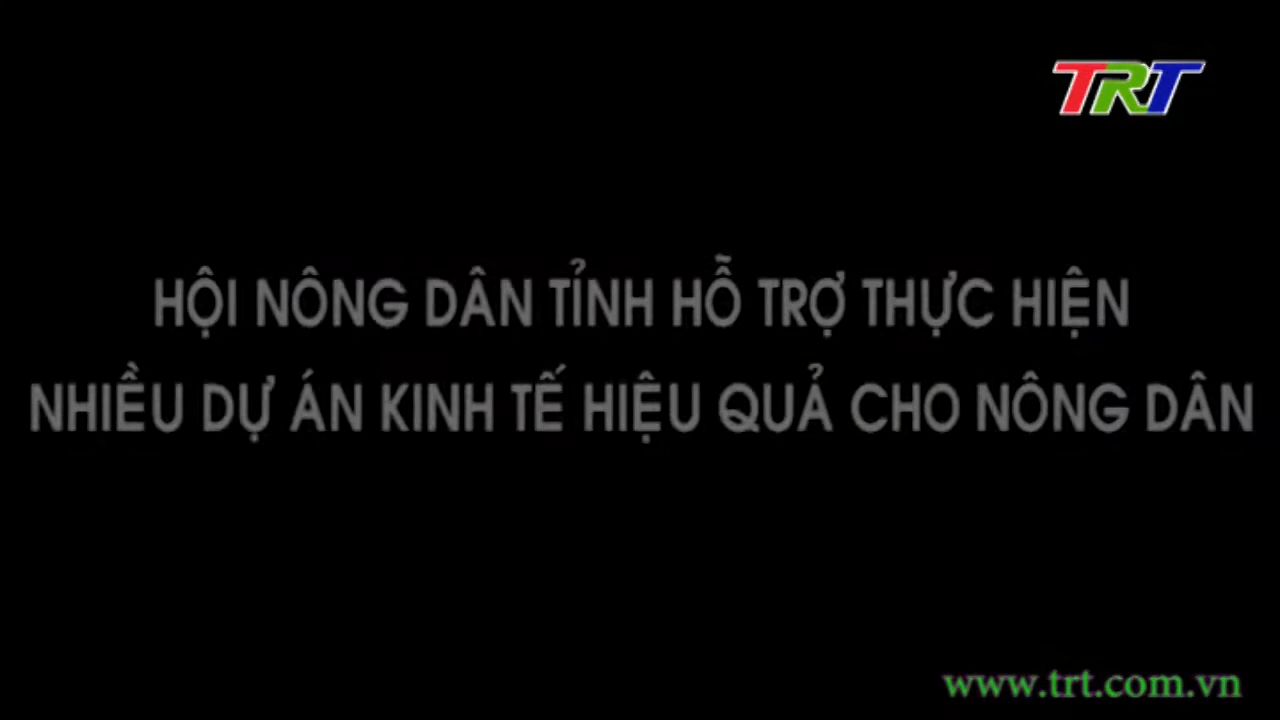 TRT
HỘI NÔNG DÂN TỈNH HỖ TRỢ THỰC HIỆN
NHIỀU DỰ ÁN KINH TẾ HIỆU QUẢ CHO NÔNG DÂN
www.trt.com.vn